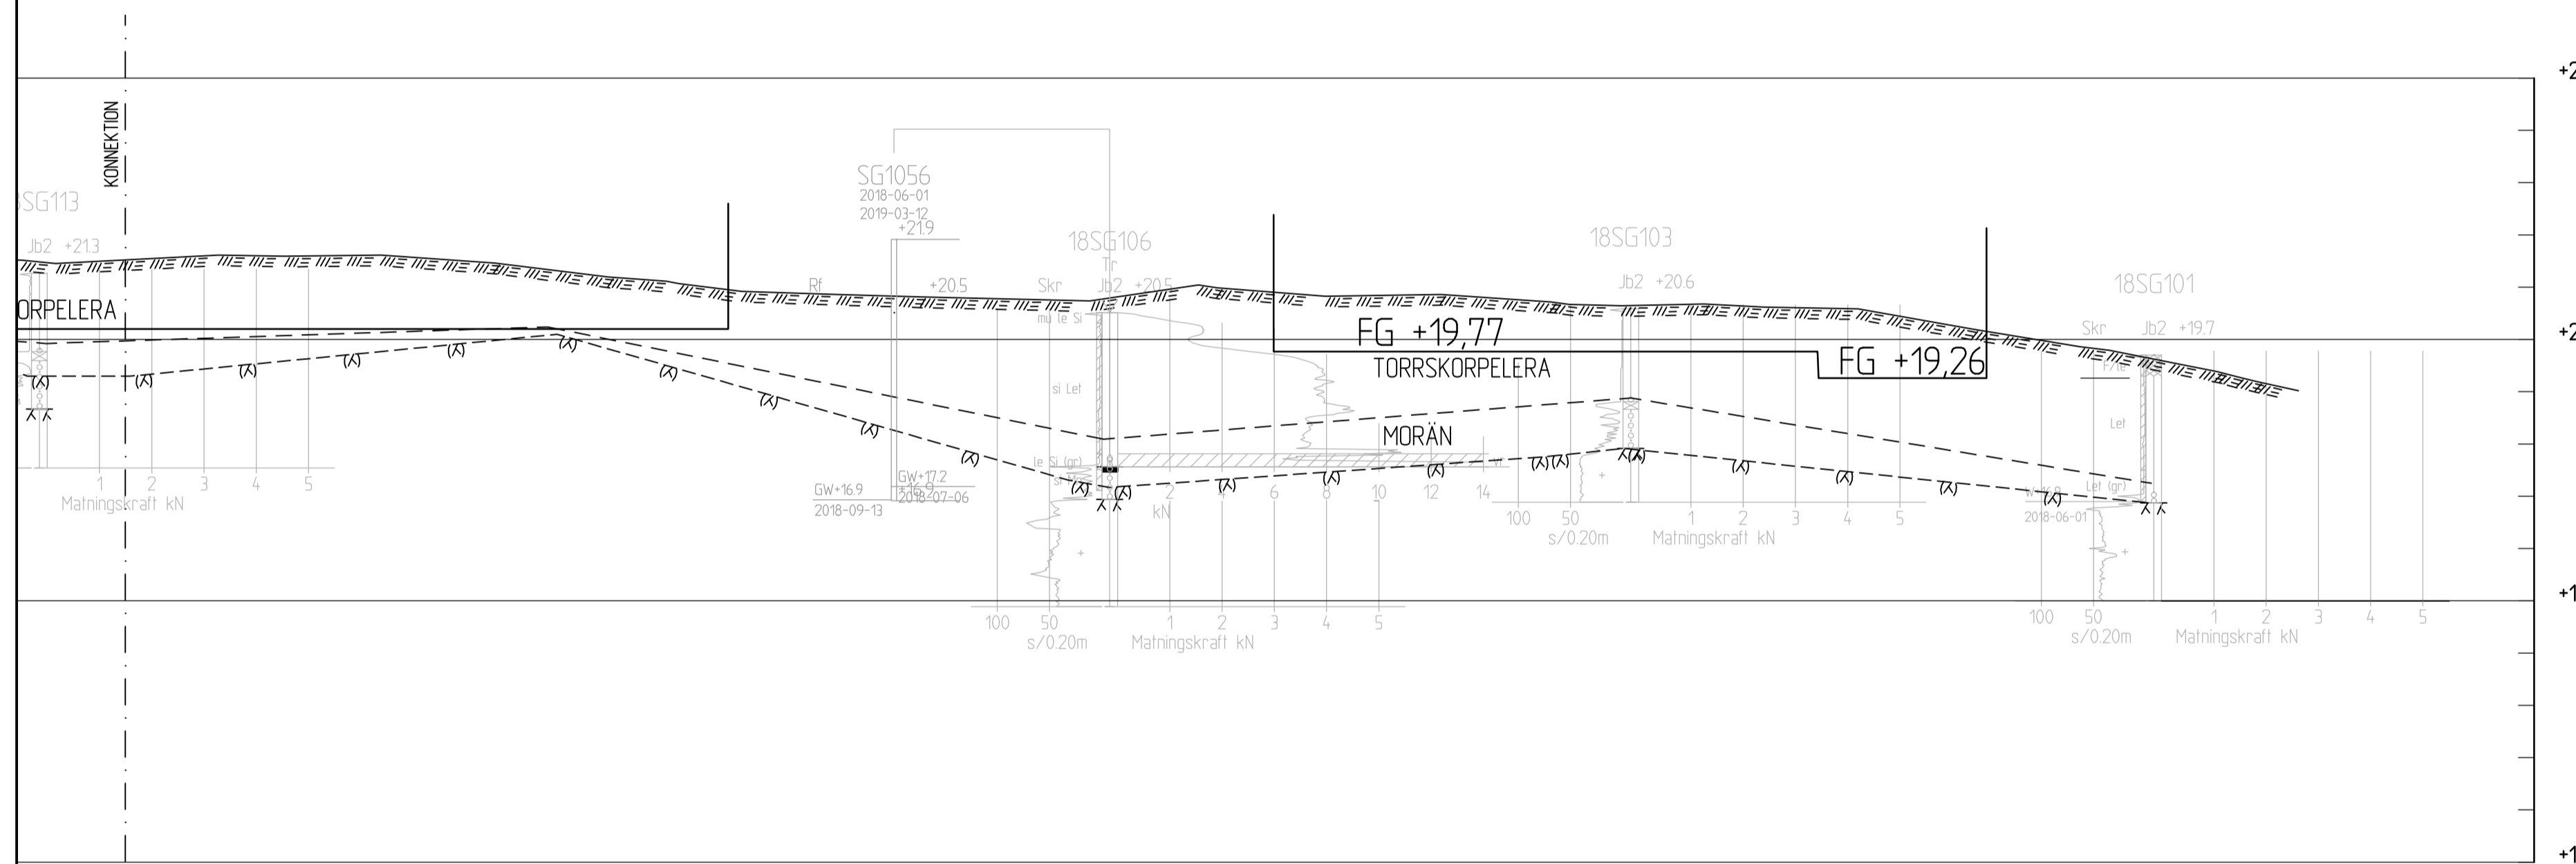 +2
KONNEKTION
SG1056
2018-06-01
2019-03-12
+21.9
SG113
18SG106
Tr
18SG103
Jb2 +21.3
Rf +20.5
Skr Jb2 +20.5
Jb2 +20.6
18SG101
ORPELERA
mu le Si
FG +19,77
Skr Jb2 +19.7
+2
TORRSKORPELERA
FG +19,26
F/le
si Let
Let
MORÄN
le Si (gr)
1 2 3 4 5
Matningskraft kN
GW+17.2
GW+16.9
2018-07-06
2018-09-13
2 4 6 8 10 12 14
kN
Let (gr)
2018-06-01
100 50
s/0.20m
1 2 3 4 5
Matningskraft kN
+1
100 50
s/0.20m
1 2 3 4 5
Matningskraft kN
100 50
s/0.20m
1 2 3 4 5
Matningskraft kN
+1